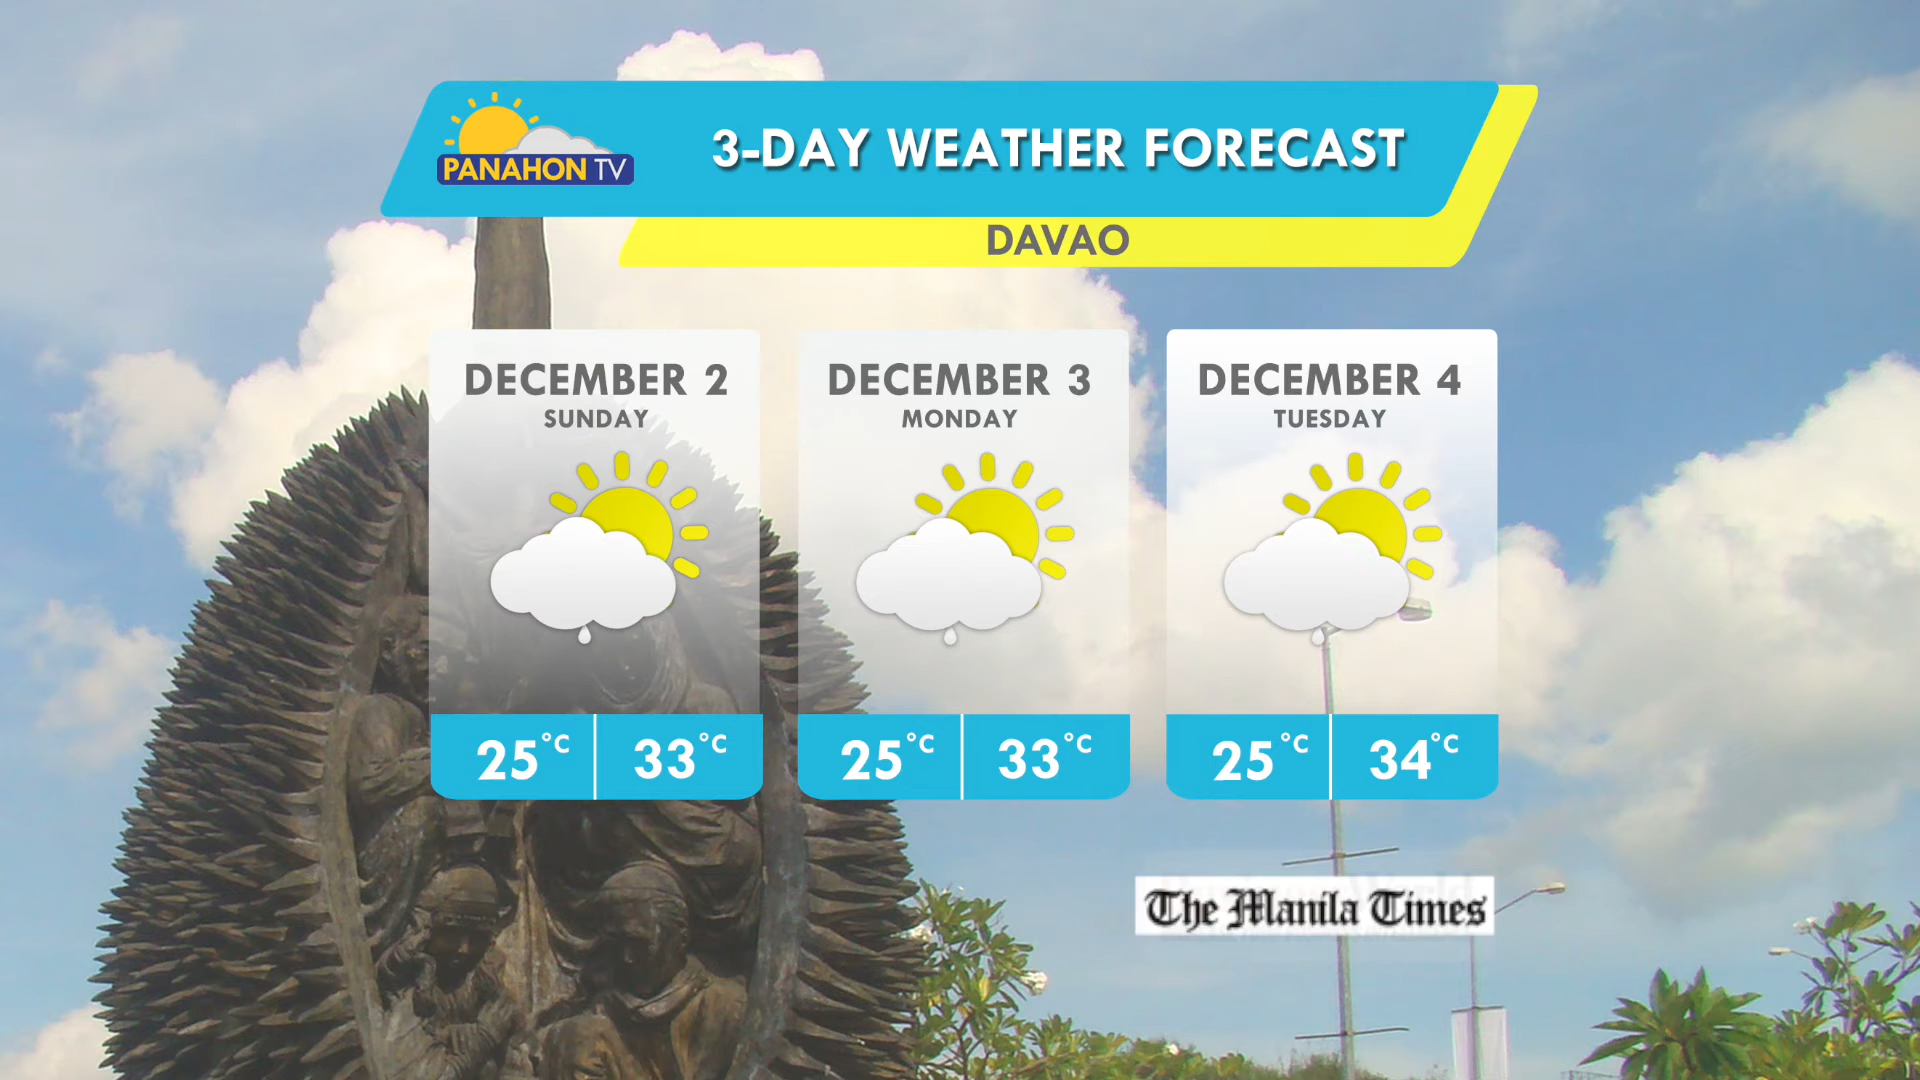 PANAHON TV
3-DAY WEATHER FORECAST
DAVAO
DECEMBER 2
SUNDAY
25°C 33°C
DECEMBER 3
MONDAY
25°C 33°C
DECEMBER 4
TUESDAY
25°C 34°C
The Manila Times